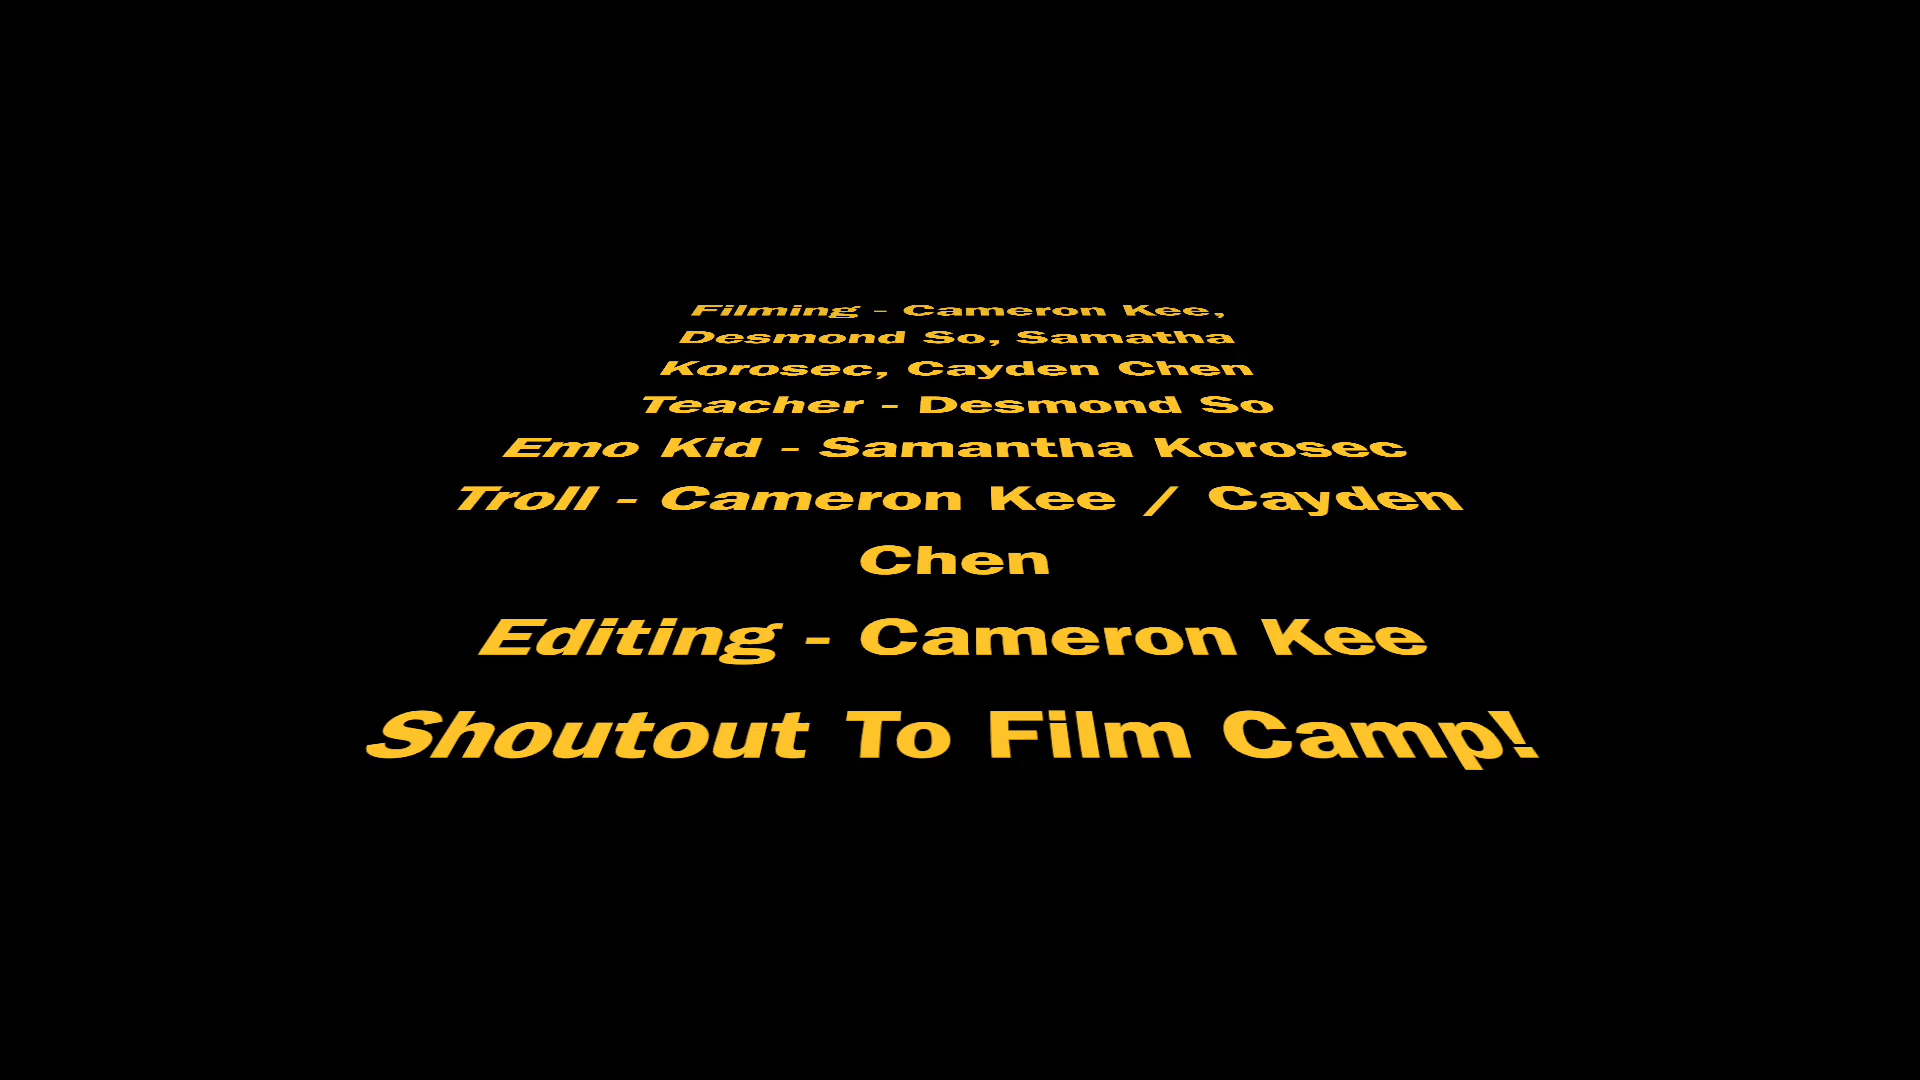 Filming - Cameron Kee,
Desmond So, Samatha
Korosec, Cayden Chen
Teacher - Desmond So
Emo Kid - Samantha Korosec
Troll - Cameron Kee / Cayden
Chen
Editing - Cameron Kee
Shoutout To Film Camp!